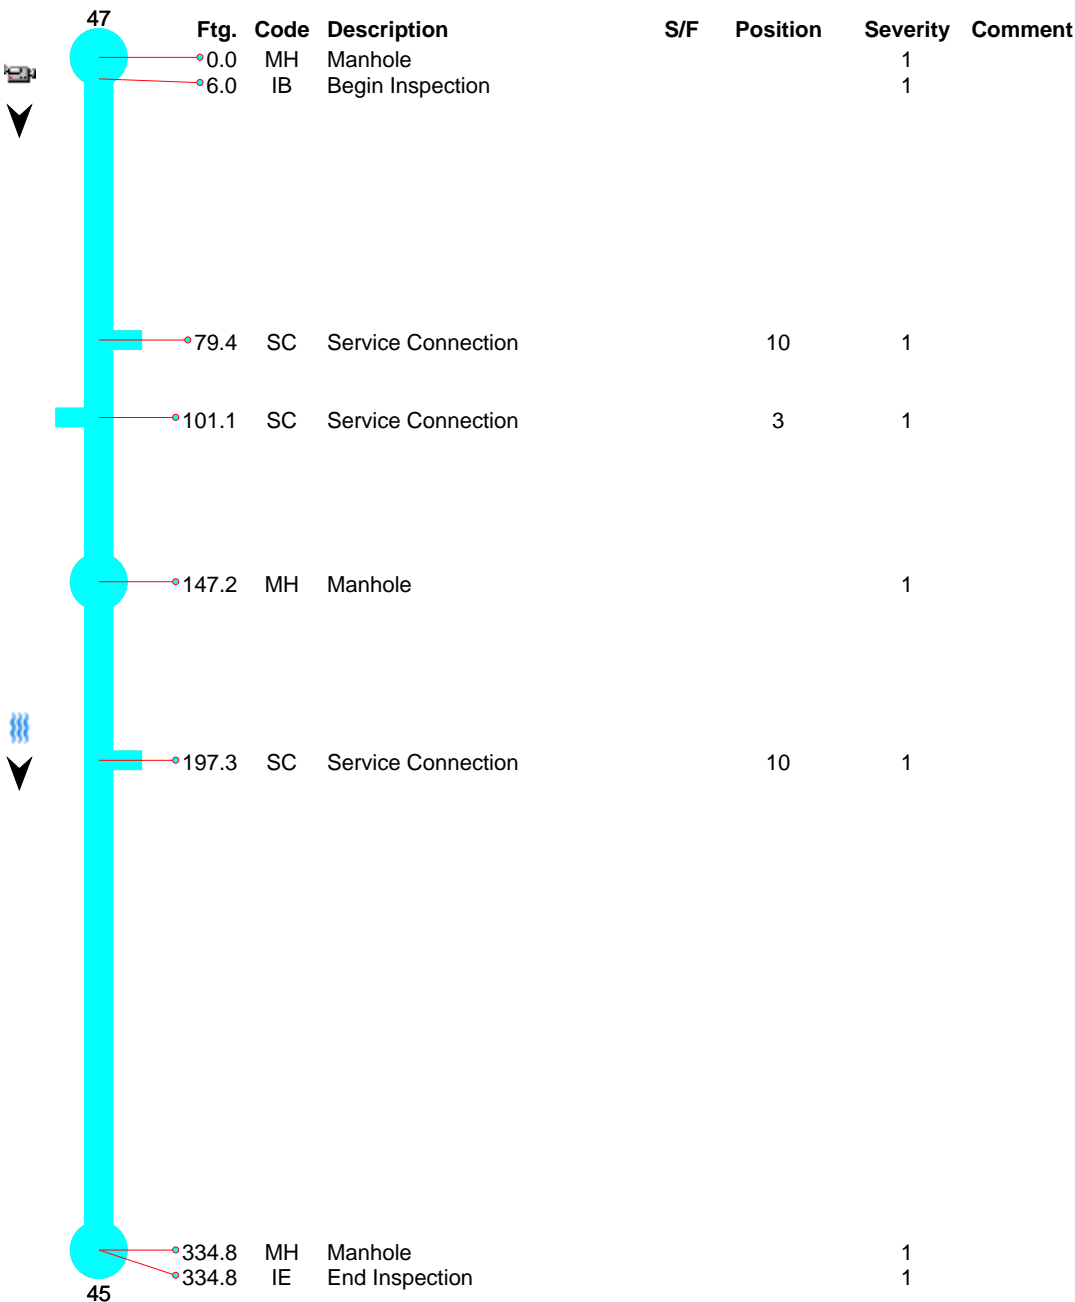 47
Ftg. Code Description S/F Position Severity Comment
0.0 MH Manhole 1
6.0 IB Begin Inspection 1
79.4 SC Service Connection 10 1
101.1 SC Service Connection 3 1
147.2 MH Manhole 1
197.3 SC Service Connection 10 1
334.8 MH Manhole 1
334.8 IE End Inspection 1
45